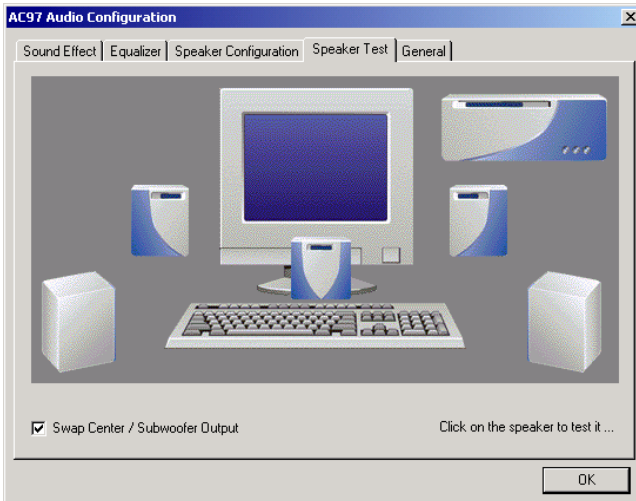 AC97 Audio Configuration
Sound Effect Equalizer Speaker Configuration Speaker Test General
Swap Center / Subwoofer Output
Click on the speaker to test it ...
OK